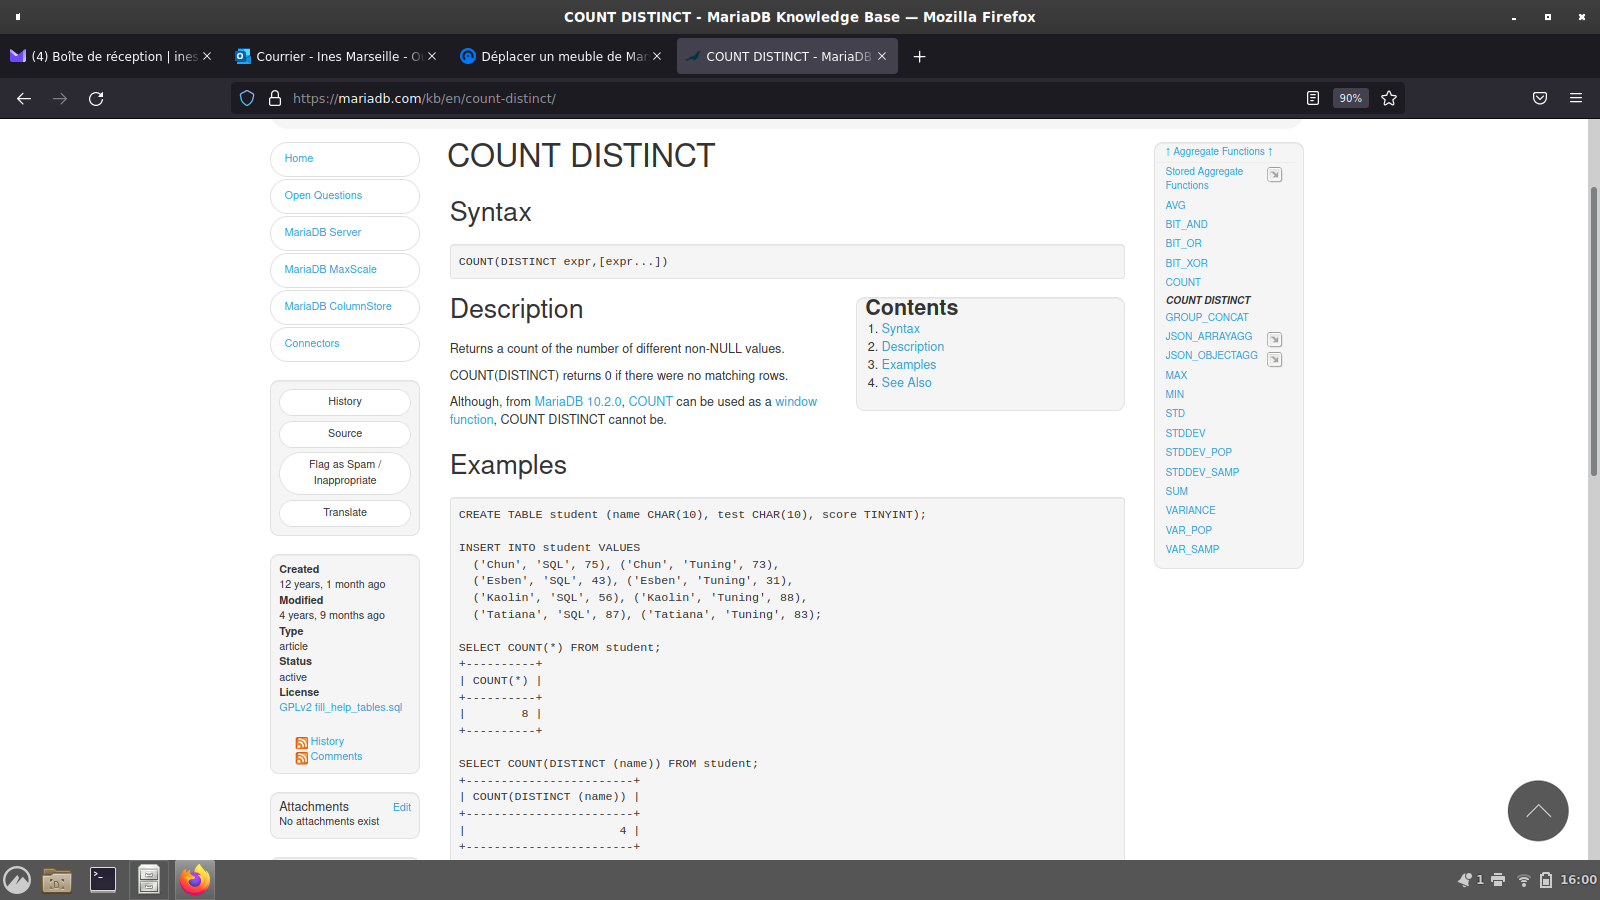 COUNT DISTINCT - MariaDB Knowledge Base — Mozilla Firefox
(4) Boîte de réception | ines
Courrier - Ines Marseille - O
Déplacer un meuble de Mar
COUNT DISTINCT - MariaDB
https://mariadb.com/kb/en/count-distinct/
90%
Home
Open Questions
MariaDB Server
MariaDB MaxScale
MariaDB ColumnStore
Connectors
History
Source
Flag as Spam /
Inappropriate
Translate
Created
12 years, 1 month ago
Modified
4 years, 9 months ago
Type
article
Status
active
License
GPLv2 fill_help_tables.sql
History
Comments
Attachments
Edit
No attachments exist
COUNT DISTINCT
Syntax
COUNT(DISTINCT expr,[expr...])
Description
Returns a count of the number of different non-NULL values.
COUNT(DISTINCT) returns 0 if there were no matching rows.
Although, from MariaDB 10.2.0, COUNT can be used as a window
function, COUNT DISTINCT cannot be.
Contents
1. Syntax
2. Description
3. Examples
4. See Also
Examples
CREATE TABLE student (name CHAR(10), test CHAR(10), score TINYINT);
INSERT INTO student VALUES
('Chun', 'SQL', 75), ('Chun', 'Tuning', 73),
('Esben', 'SQL', 43), ('Esben', 'Tuning', 31),
('Kaolin', 'SQL', 56), ('Kaolin', 'Tuning', 88),
('Tatiana', 'SQL', 87), ('Tatiana', 'Tuning', 83);
SELECT COUNT(*) FROM student;
+----------+
| COUNT(*) |
+----------+
|        8 |
+----------+
SELECT COUNT(DISTINCT (name)) FROM student;
+------------------------+
| COUNT(DISTINCT (name)) |
+------------------------+
|                      4 |
+------------------------+
↑ Aggregate Functions ↑
Stored Aggregate
Functions
AVG
BIT_AND
BIT_OR
BIT_XOR
COUNT
COUNT DISTINCT
GROUP_CONCAT
JSON_ARRAYAGG
JSON_OBJECTAGG
MAX
MIN
STD
STDDEV
STDDEV_POP
STDDEV_SAMP
SUM
VARIANCE
VAR_POP
VAR_SAMP
1
16:00